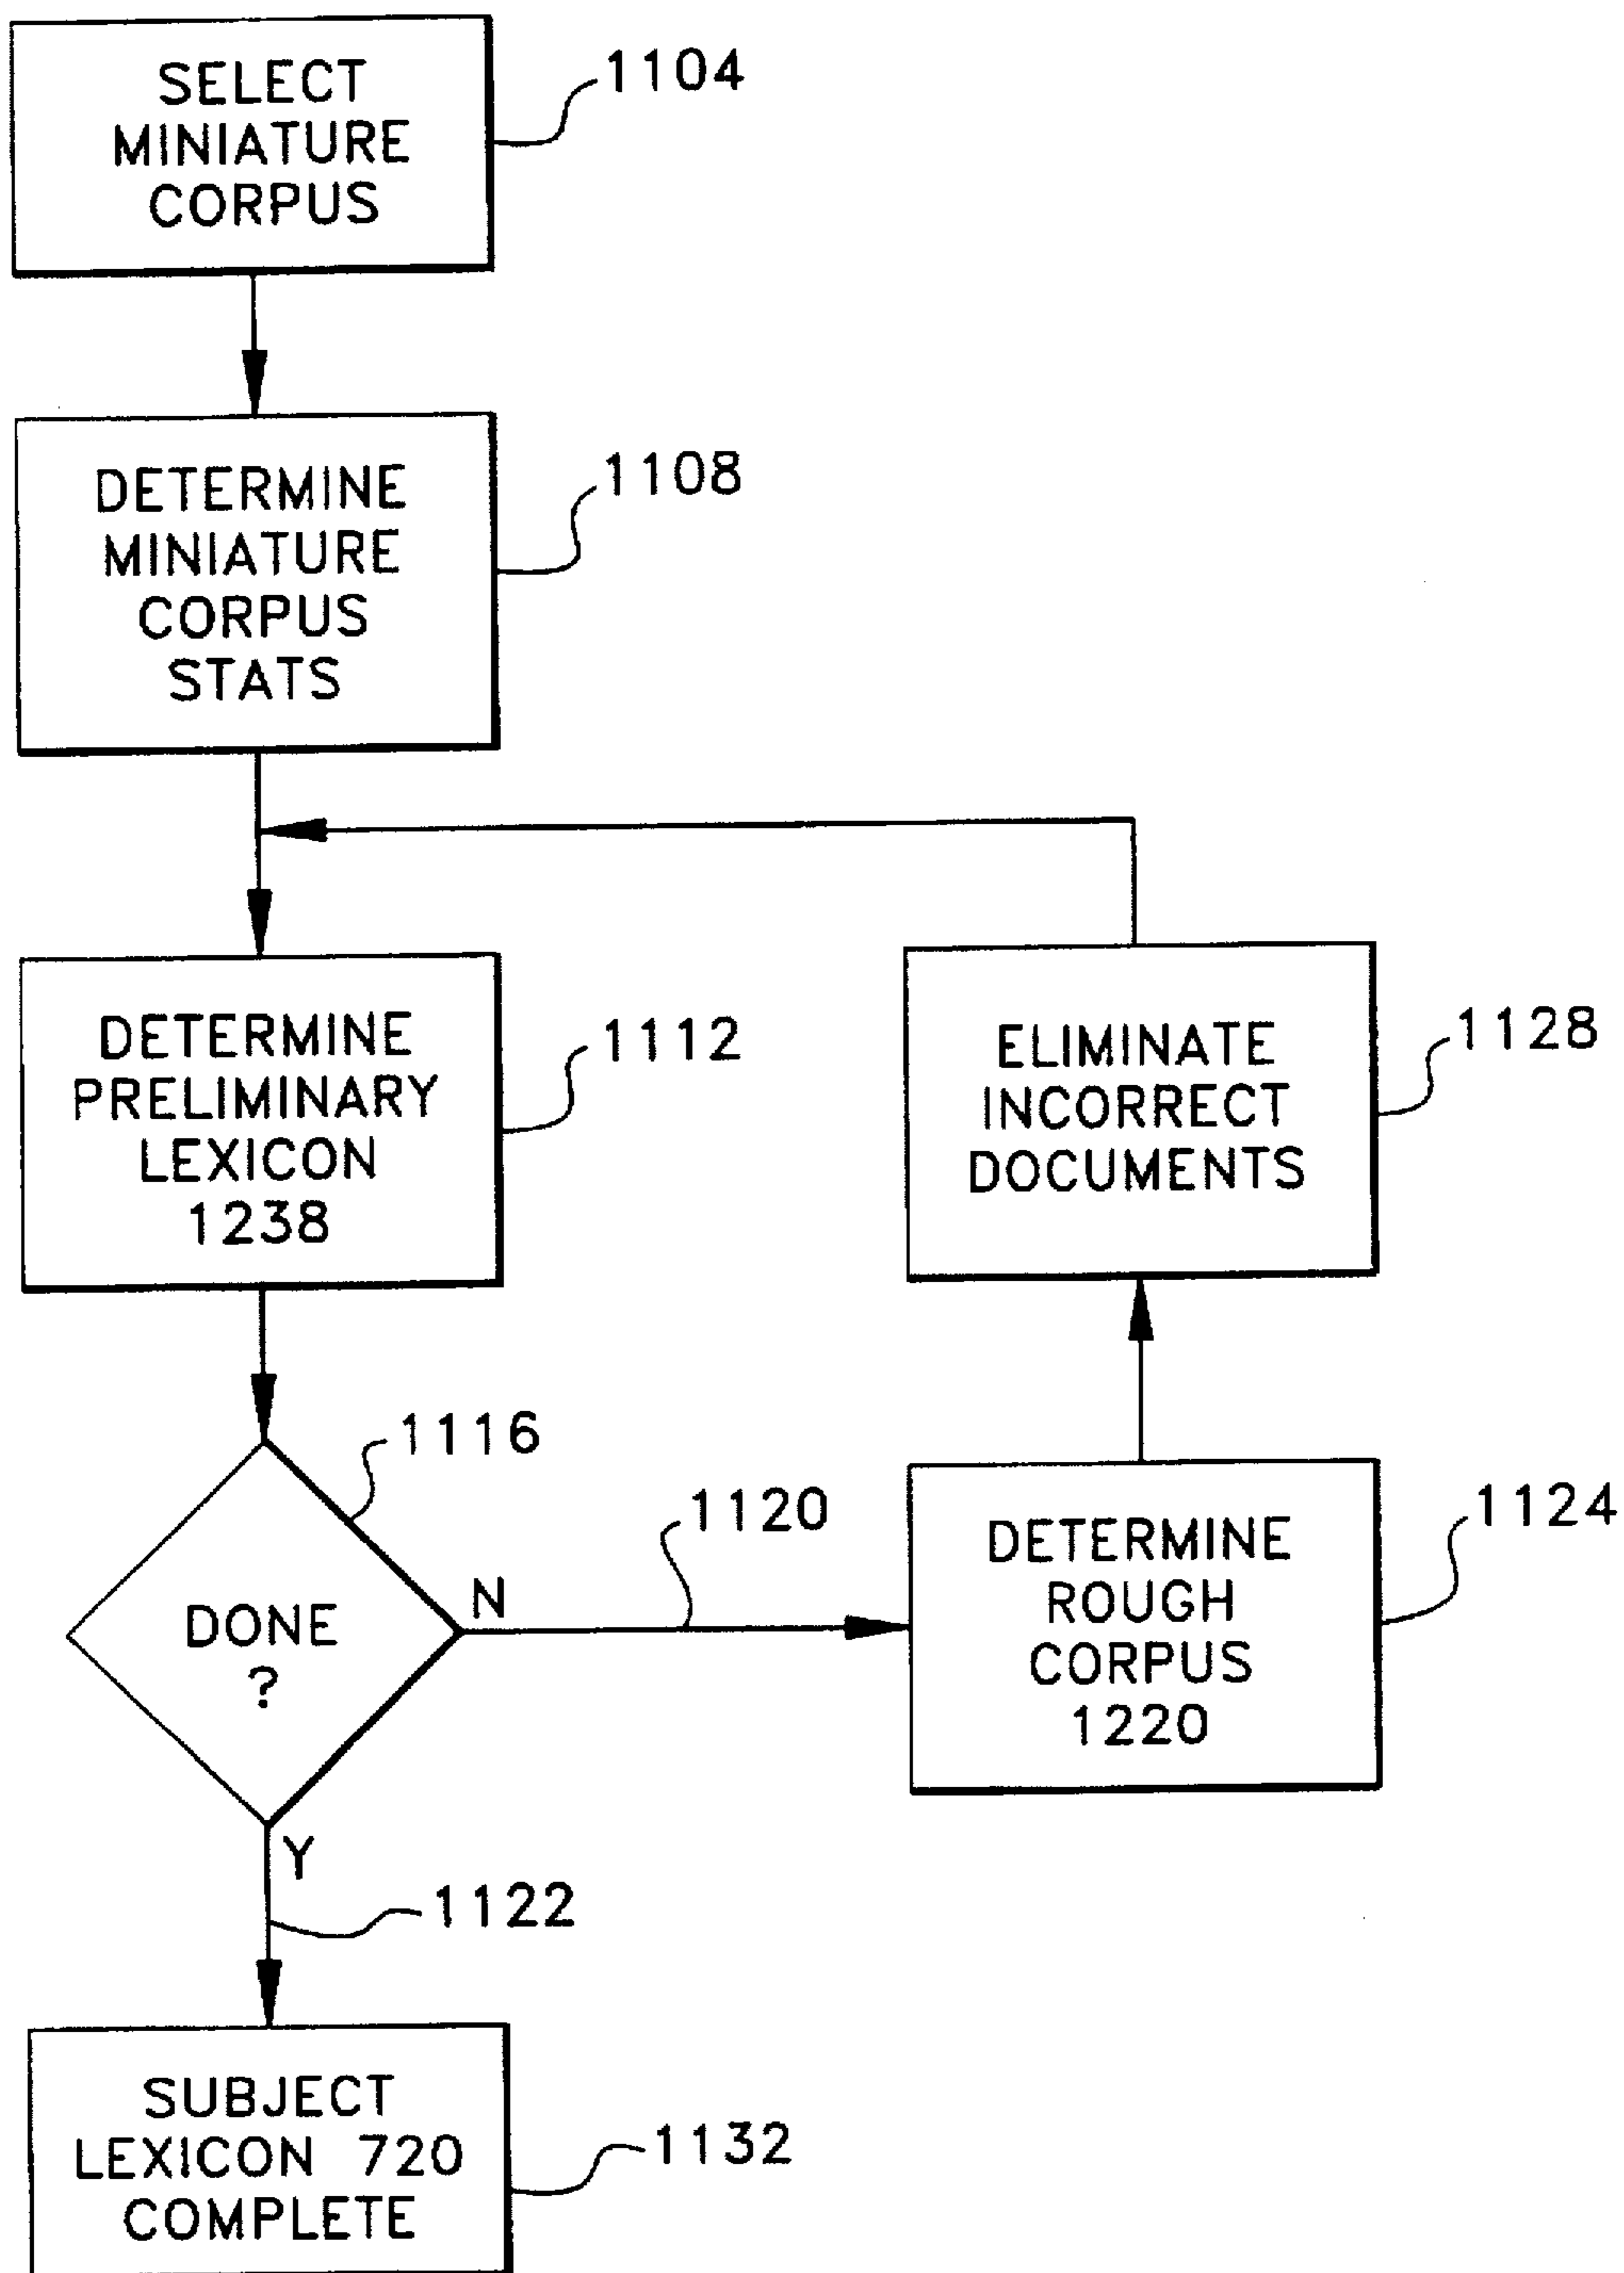 SELECT
MINIATURE
CORPUS
1104
DETERMINE
MINIATURE
CORPUS
STATS
1108
DETERMINE
PRELIMINARY
LEXICON
1238
1112
ELIMINATE
INCORRECT
DOCUMENTS
1128
DONE
?
1116
N
1120
DETERMINE
ROUGH
CORPUS
1220
1124
Y
1122
SUBJECT
LEXICON 720
COMPLETE
1132